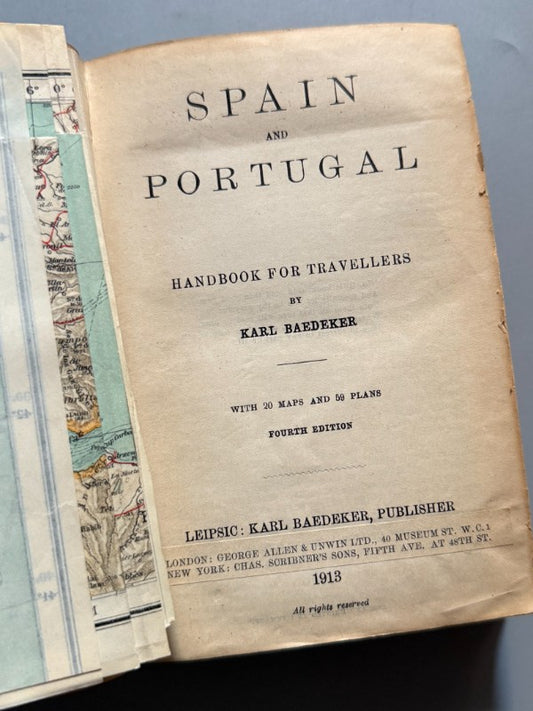 SPAIN
AND
PORTUGAL
HANDBOOK FOR TRAVELLERS
BY
KARL BAEDEKER
WITH 20 MAPS AND 59 PLANS
FOURTH EDITION
LEIPSIC: KARL BAEDEKER, PUBLISHER
LONDON: GEORGE ALLEN & UNWIN LTD., 40 MUSEUM ST. W.C.1
NEW YORK: CHAS. SCRIBNER'S SONS, FIFTH AVE. AT 48TH ST.
1913
All rights reserved